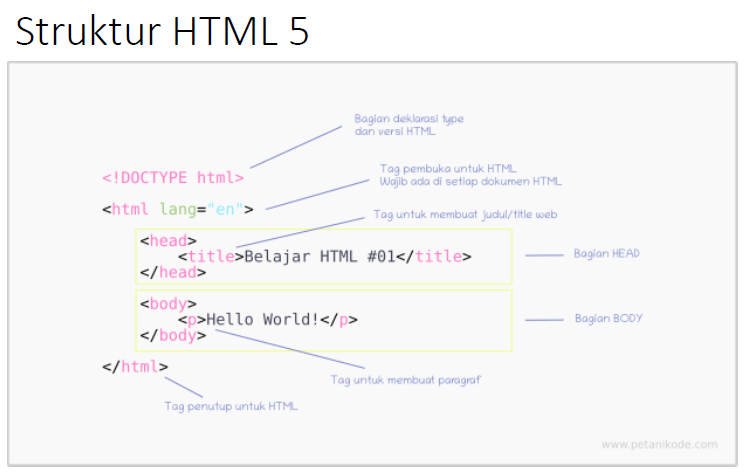 Struktur HTML 5
Bagian deklarasi type
dan versi HTML
<!DOCTYPE html>
Tag pembuka untuk HTML
Wajib ada di setiap dokumen HTML
<html lang="en">
Tag untuk membuat judul/title web
<head>
<title>Belajar HTML #01</title>
</head>
Bagian HEAD
<body>
<p>Hello World!</p>
</body>
Bagian BODY
</html>
Tag untuk membuat paragraf
Tag penutup untuk HTML
www.petanikode.com